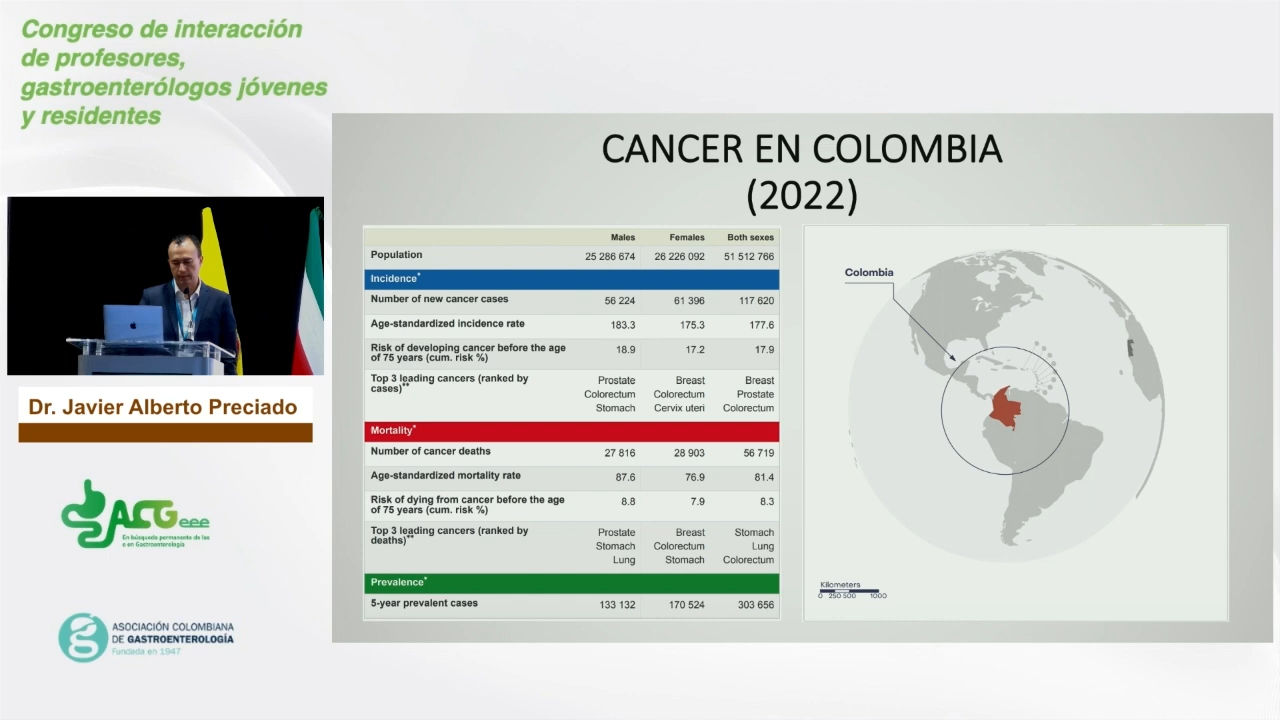 Congreso de interacción
de profesores,
gastroenterólogos jóvenes
y residentes
CANCER EN COLOMBIA
(2022)
Males Females Both sexes
Population 25 286 674 26 226 092 51 512 766
Incidence*
Number of new cancer cases 56 224 61 396 117 620
Age-standardized incidence rate 183.3 175.3 177.6
Risk of developing cancer before the age
of 75 years (cum. risk %) 18.9 17.2 17.9
Top 3 leading cancers (ranked by
cases)** Prostate Breast Breast
Colorectum Colorectum Prostate
Stomach Cervix uteri Colorectum
Mortality*
Number of cancer deaths 27 816 28 903 56 719
Age-standardized mortality rate 87.6 76.9 81.4
Risk of dying from cancer before the age
of 75 years (cum. risk %) 8.8 7.9 8.3
Top 3 leading cancers (ranked by
deaths)** Prostate Breast Stomach
Stomach Colorectum Lung
Lung Stomach Colorectum
Prevalence*
5-year prevalent cases 133 132 170 524 303 656
Colombia
Kilometers
0 250 500 1000
Dr. Javier Alberto Preciado
ACGeee
En búsqueda permanente de las
e en Gastroenterología
ASOCIACIÓN COLOMBIANA
DE GASTROENTEROLOGÍA
Fundada en 1947